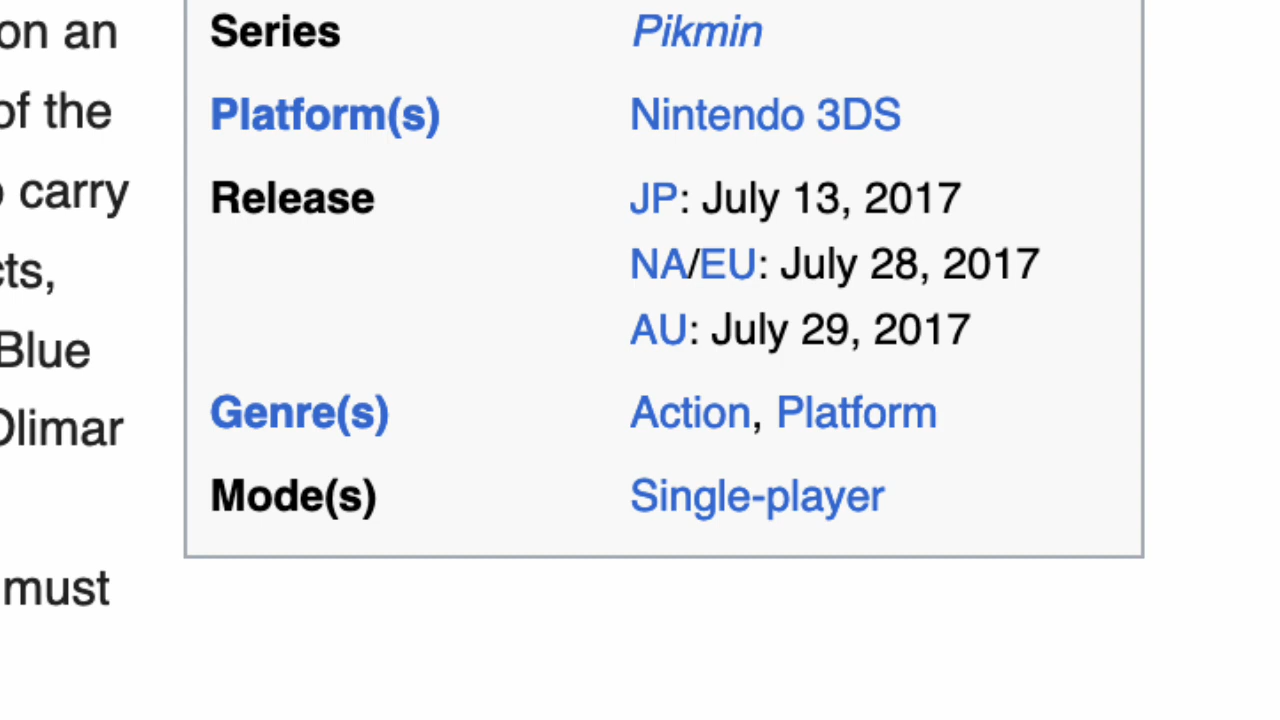 on an
of the
carry
Blue
Olimar
must
Series Pikmin
Platform(s) Nintendo 3DS
Release JP: July 13, 2017
NA/EU: July 28, 2017
AU: July 29, 2017
Genre(s) Action, Platform
Mode(s) Single-player